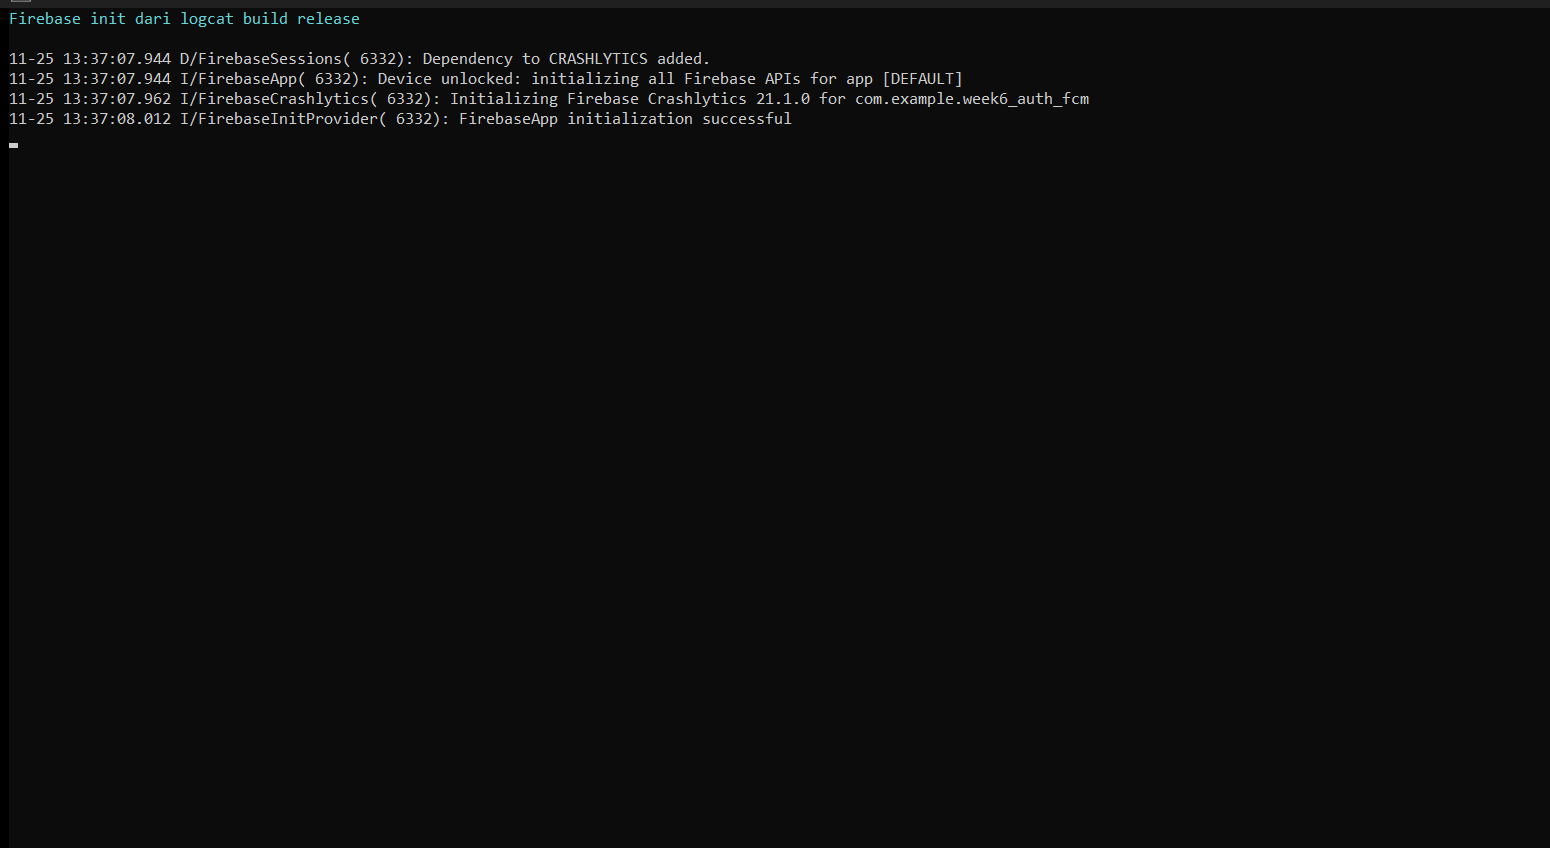 Firebase init dari logcat build release
11-25 13:37:07.944 D/FirebaseSessions( 6332): Dependency to CRASHLYTICS added.
11-25 13:37:07.944 I/FirebaseApp( 6332): Device unlocked: initializing all Firebase APIs for app [DEFAULT]
11-25 13:37:07.962 I/FirebaseCrashlytics( 6332): Initializing Firebase Crashlytics 21.1.0 for com.example.week6_auth_fcm
11-25 13:37:08.012 I/FirebaseInitProvider( 6332): FirebaseApp initialization successful